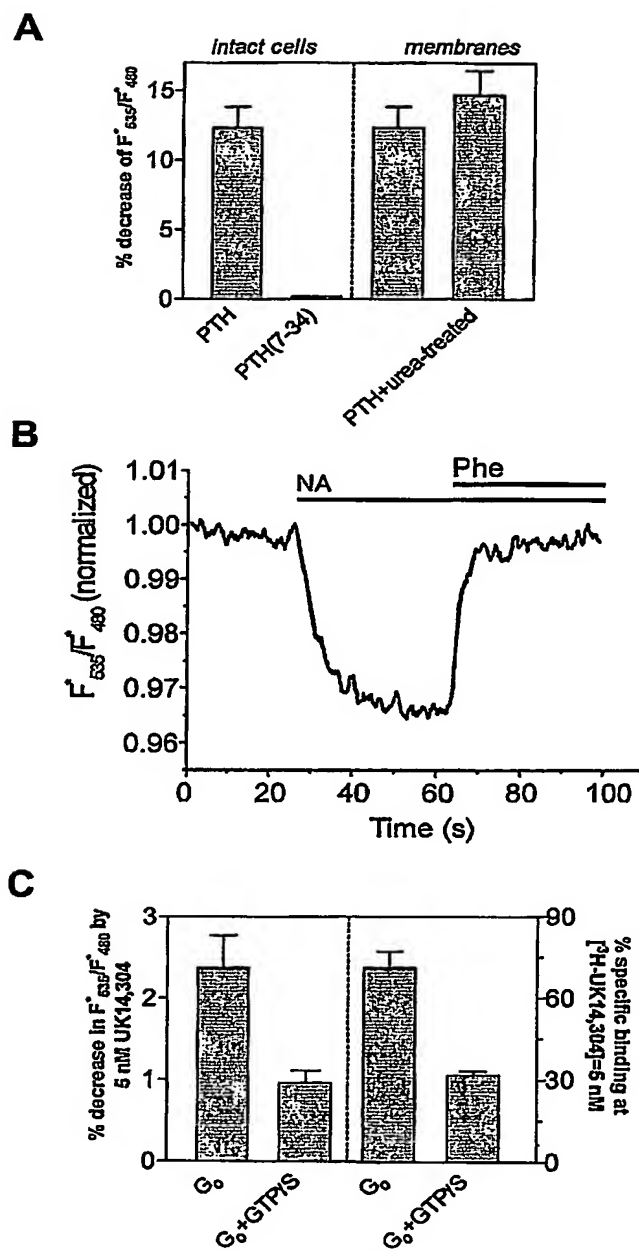 A
intact cells membranes
% decrease of F*535/F*480
15
10
5
0
PTH
PTH(7-34)
PTH+urea-treated
B
F*535/F*480 (normalized)
1.01
1.00
0.99
0.98
0.97
0.96
NA
Phe
0 20 40 60 80 100
Time (s)
C
% decrease in F*535/F*480 by
5 nM UK14,304
3
2
1
0
% specific binding at
[³H-UK14,304]=5 nM
90
60
30
0
Go
Go+GTPγS
Go
Go+GTPγS